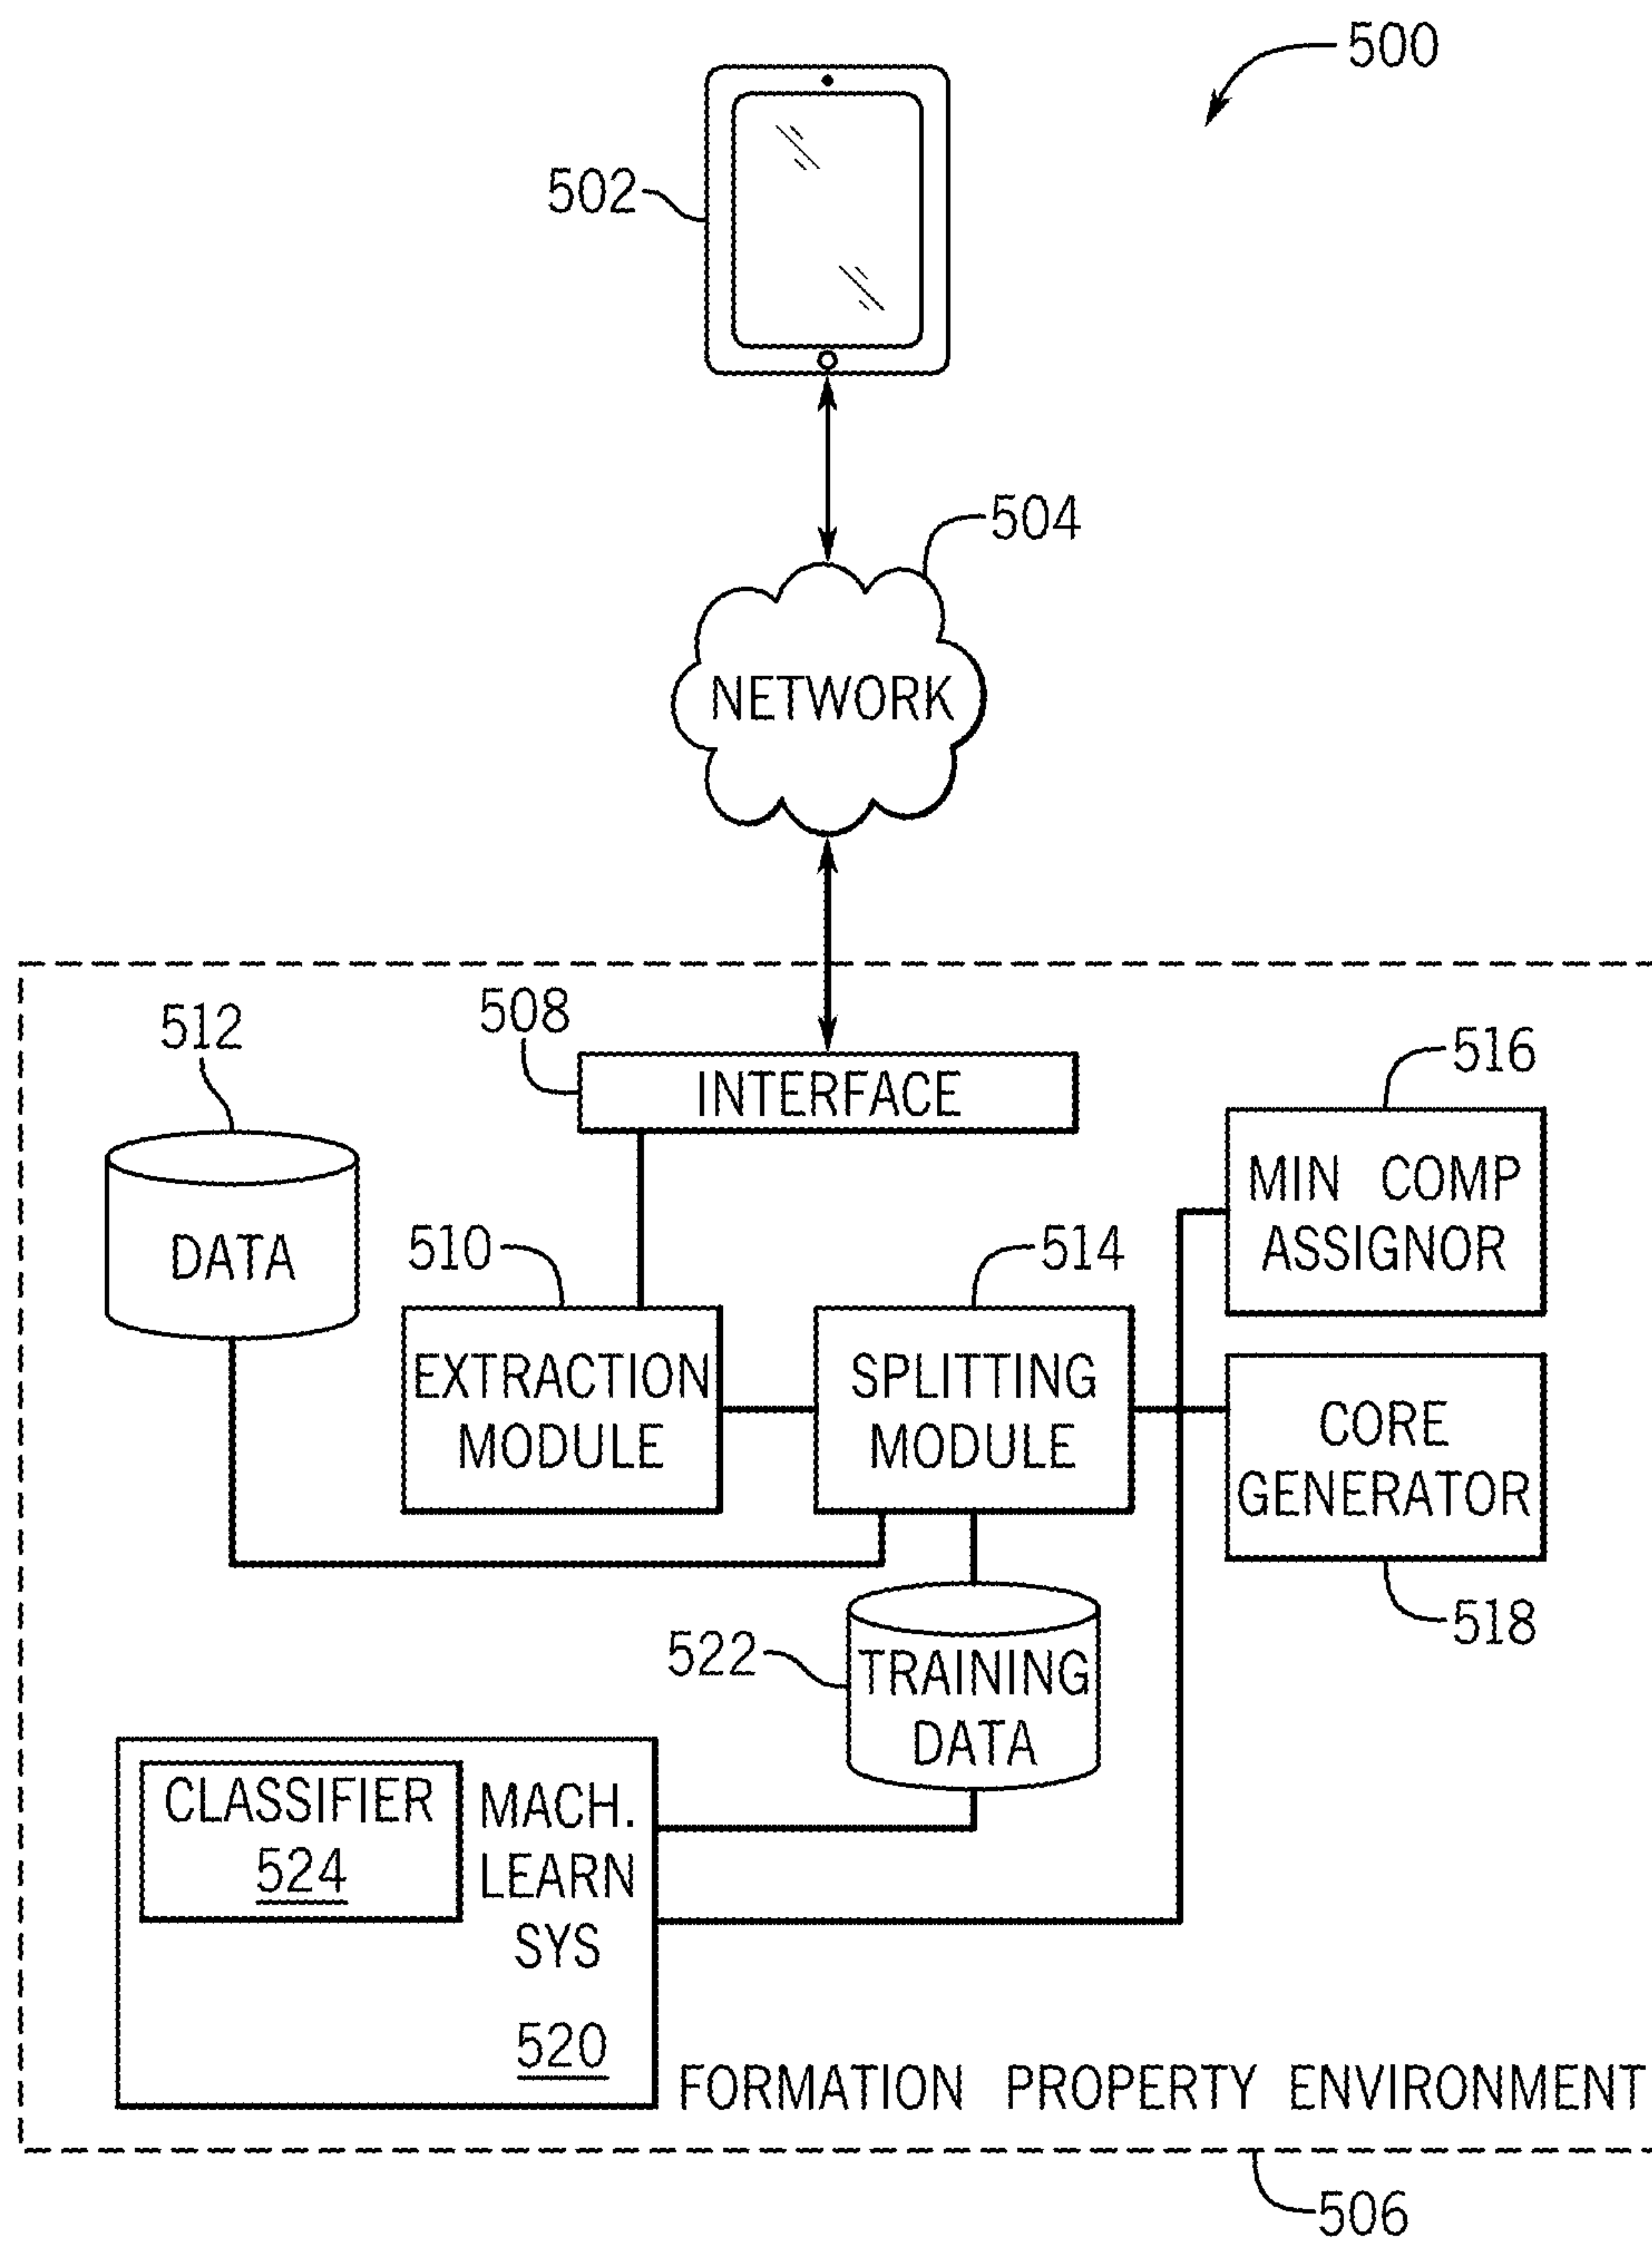 500
502
504
NETWORK
508
512
INTERFACE
516
MIN COMP
ASSIGNOR
DATA
510
514
EXTRACTION
MODULE
SPLITTING
MODULE
CORE
GENERATOR
518
522
TRAINING
DATA
CLASSIFIER
524
MACH.
LEARN
SYS
520
FORMATION PROPERTY ENVIRONMENT
506